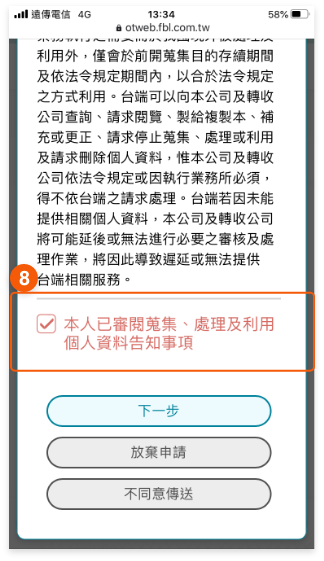 遠傳電信 4G 13:34 58%
otweb.fbl.com.tw
利用外，僅會於前開蒐集目的存續期間
及依法令規定期間內，以合於法令規定
之方式利用。台端可以向本公司及轉收
公司查詢、請求閱覽、製給複製本、補
充或更正、請求停止蒐集、處理或利用
及請求刪除個人資料，惟本公司及轉收
公司依法令規定或因執行業務所必須，
得不依台端之請求處理。台端若因未能
提供相關個人資料，本公司及轉收公司
將可能延後或無法進行必要之審核及處
理作業，將因此導致遲延或無法提供
台端相關服務。
8
本人已審閱蒐集、處理及利用
個人資料告知事項
下一步
放棄申請
不同意傳送